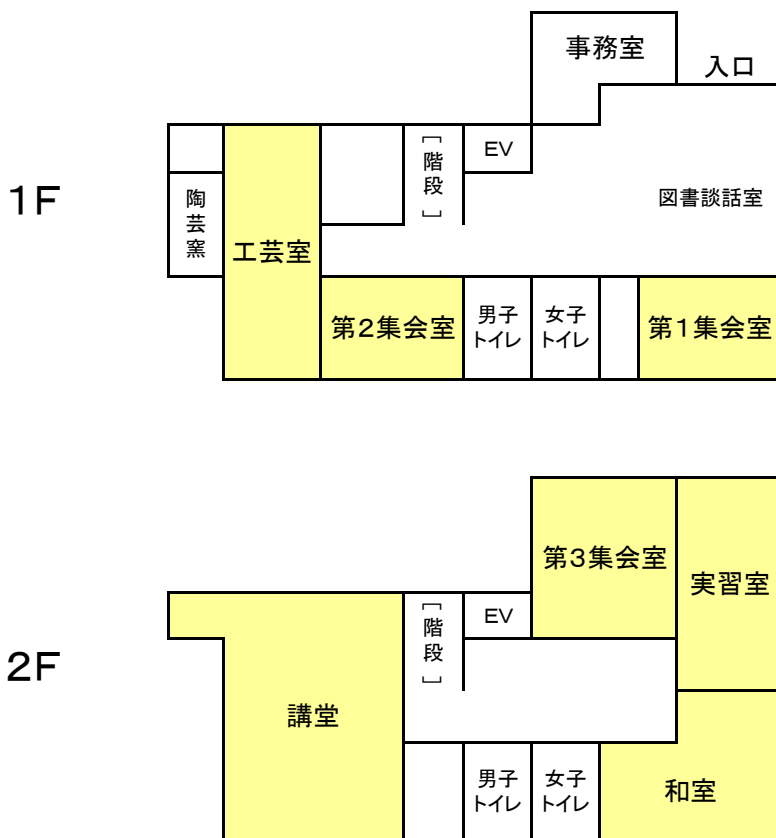 事務室
入口
1F
[階段]
EV
陶芸窯
図書談話室
工芸室
第2集会室
男子
トイレ
女子
トイレ
第1集会室
第3集会室
実習室
2F
[階段]
EV
講堂
男子
トイレ
女子
トイレ
和室